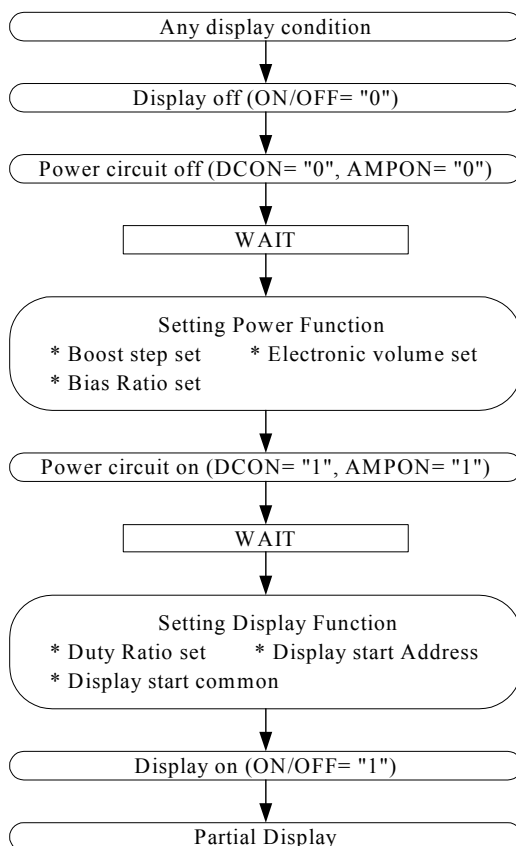 Any display condition
Display off (ON/OFF= "0")
Power circuit off (DCON= "0", AMPON= "0")
WAIT
Setting Power Function
* Boost step set * Electronic volume set
* Bias Ratio set
Power circuit on (DCON= "1", AMPON= "1")
WAIT
Setting Display Function
* Duty Ratio set * Display start Address
* Display start common
Display on (ON/OFF= "1")
Partial Display